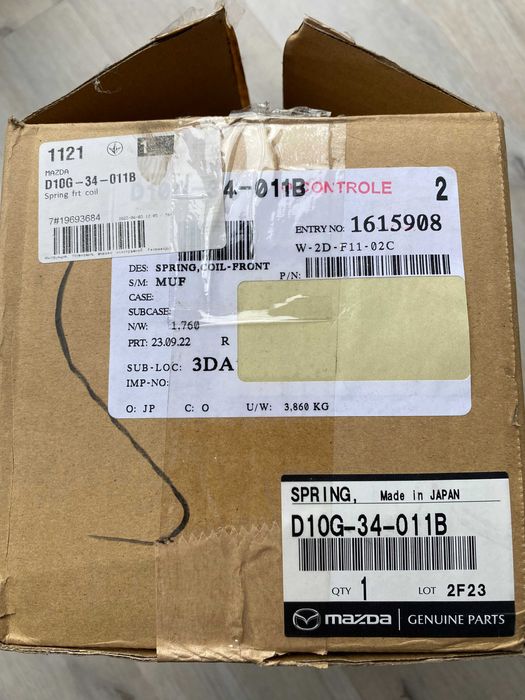 1121
MAZDA
D10G-34-011B
Spring frt coil
7#19693684
34-011B
CONTROLE
2
ENTRY NO: 1615908
W-2D-F11-02C
DES: SPRING,COIL-FRONT
P/N:
S/M: MUF
CASE:
SUBCASE:
N/W: 1,760
PRT: 23.09.22 R
SUB-LOC: 3DA
IMP-NO:
O: JP C: O U/W: 3,860 KG
SPRING, Made in JAPAN
D10G-34-011B
QTY 1 LOT 2F23
mazda GENUINE PARTS